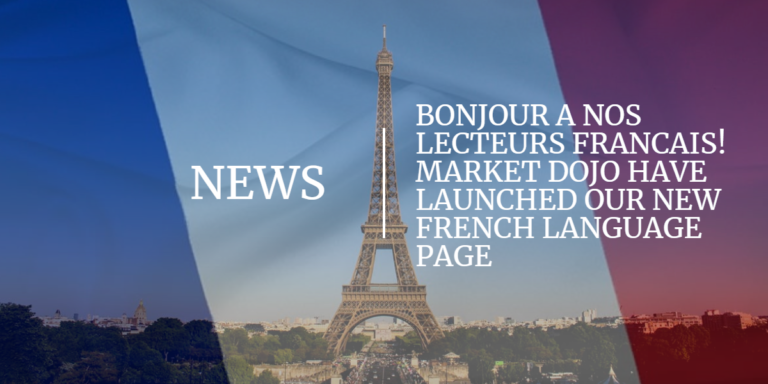 NEWS
BONJOUR A NOS
LECTEURS FRANCAIS!
MARKET DOJO HAVE
LAUNCHED OUR NEW
FRENCH LANGUAGE
PAGE